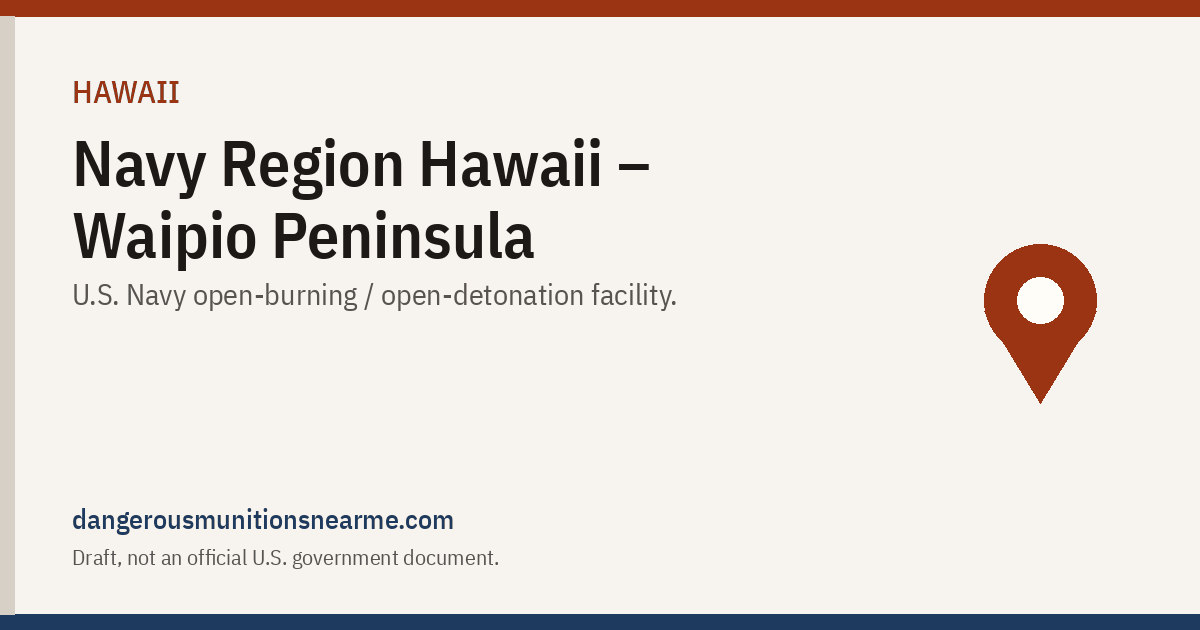 HAWAII
Navy Region Hawaii –
Waipio Peninsula
U.S. Navy open-burning / open-detonation facility.
dangerousmunitionsnearme.com
Draft, not an official U.S. government document.